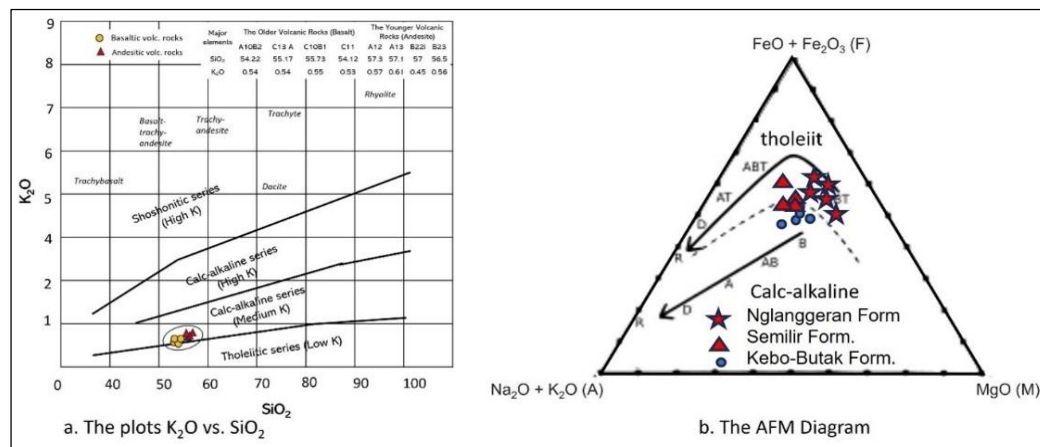 9
8
7
6
5
4
2
1
0
K₂O
Basaltic volc. rocks
Andesitic volc. rocks
Major elements
The Older Volcanic Rocks (Basalt)
The Younger Volcanic Rocks (Andesite)
A10B2 C13 A C10B1 C11 A12 A13 B22i B23
SiO₂ 54.22 55.17 55.73 54.12 57.3 57.1 57 56.5
K₂O 0.54 0.54 0.55 0.53 0.57 0.61 0.45 0.56
Rhyolite
Basalt-
trachy-
andesite
Trachy-
andesite
Trachyte
Trachybasalt
Dacite
Shoshonitic series
(High K)
Calc-alkaline series
(High K)
Calc-alkaline series
(Medium K)
Tholeiitic series (Low K)
40 50 60 70 80 90 100
SiO₂
a. The plots K₂O vs. SiO₂
FeO + Fe₂O₃ (F)
tholeiit
ABT
AT
BT
D
R
B
AB
A
D
R
Calc-alkaline
Nglanggeran Form
Semilir Form.
Kebo-Butak Form.
Na₂O + K₂O (A)
MgO (M)
b. The AFM Diagram